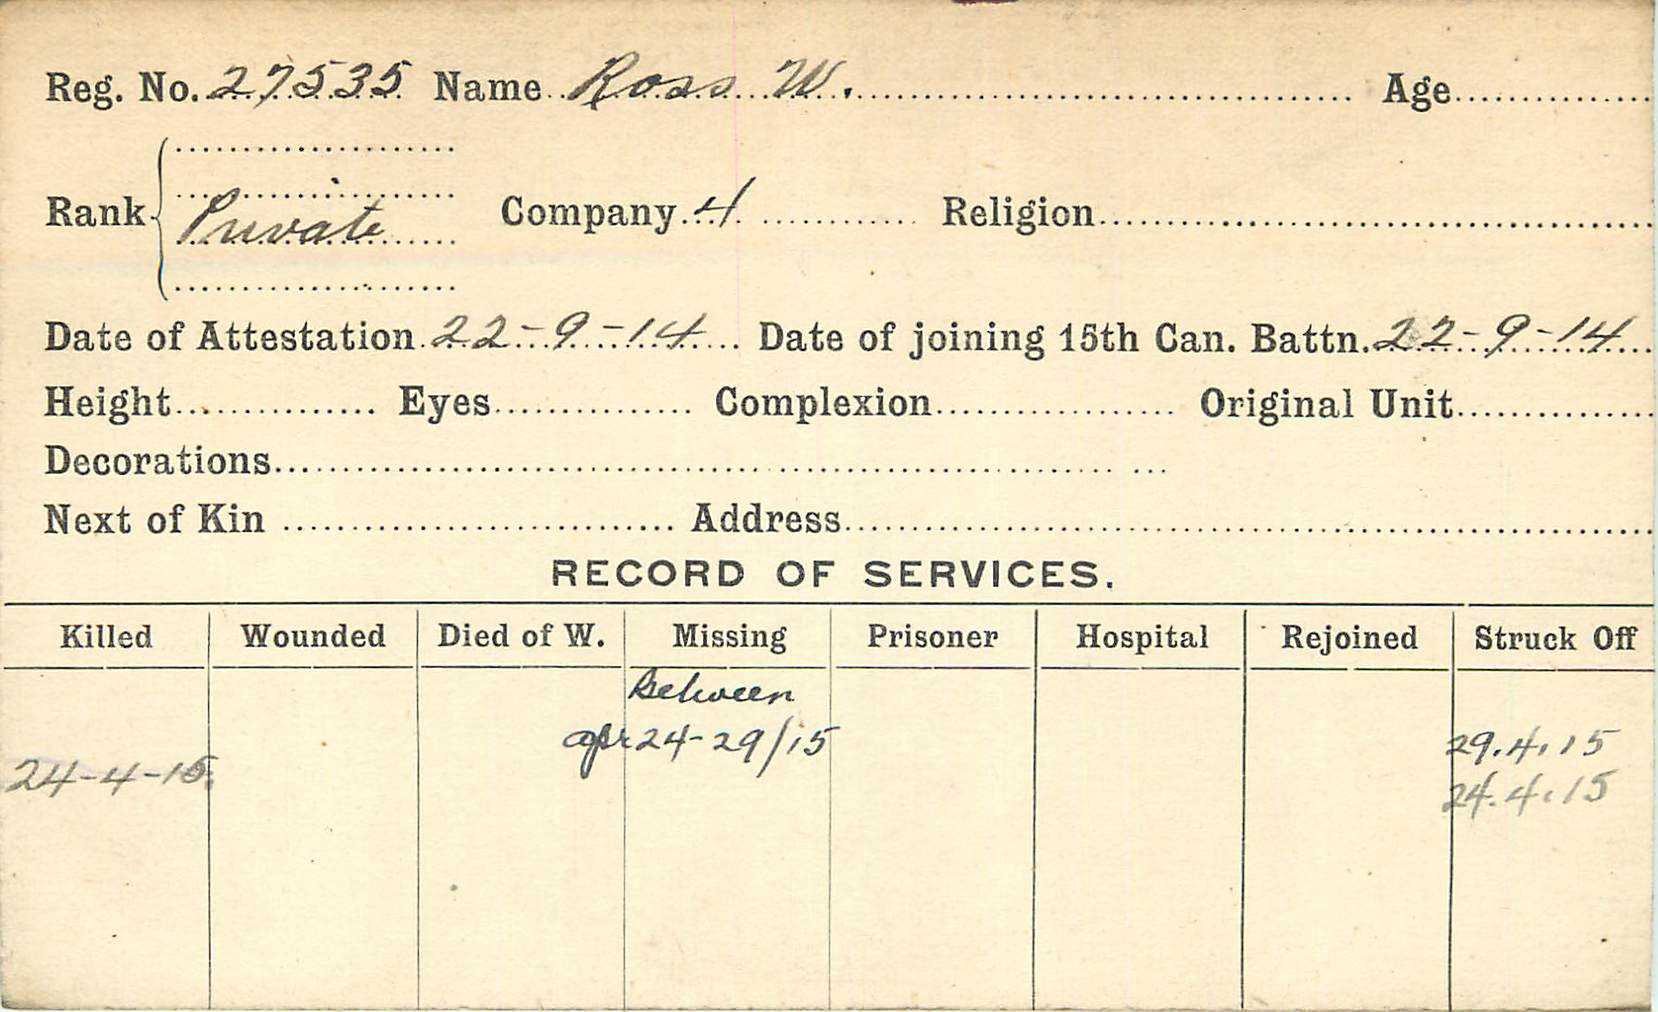 Reg. No. 27535 Name Ross W. Age
Rank Private Company 4 Religion
Date of Attestation 22-9-14 Date of joining 15th Can. Battn. 22-9-14
Height Eyes Complexion Original Unit
Decorations
Next of Kin Address
RECORD OF SERVICES.
Killed Wounded Died of W. Missing Prisoner Hospital Rejoined Struck Off
Between
apr 24-29/15 29.4.15
24-4-15. 24.4.15